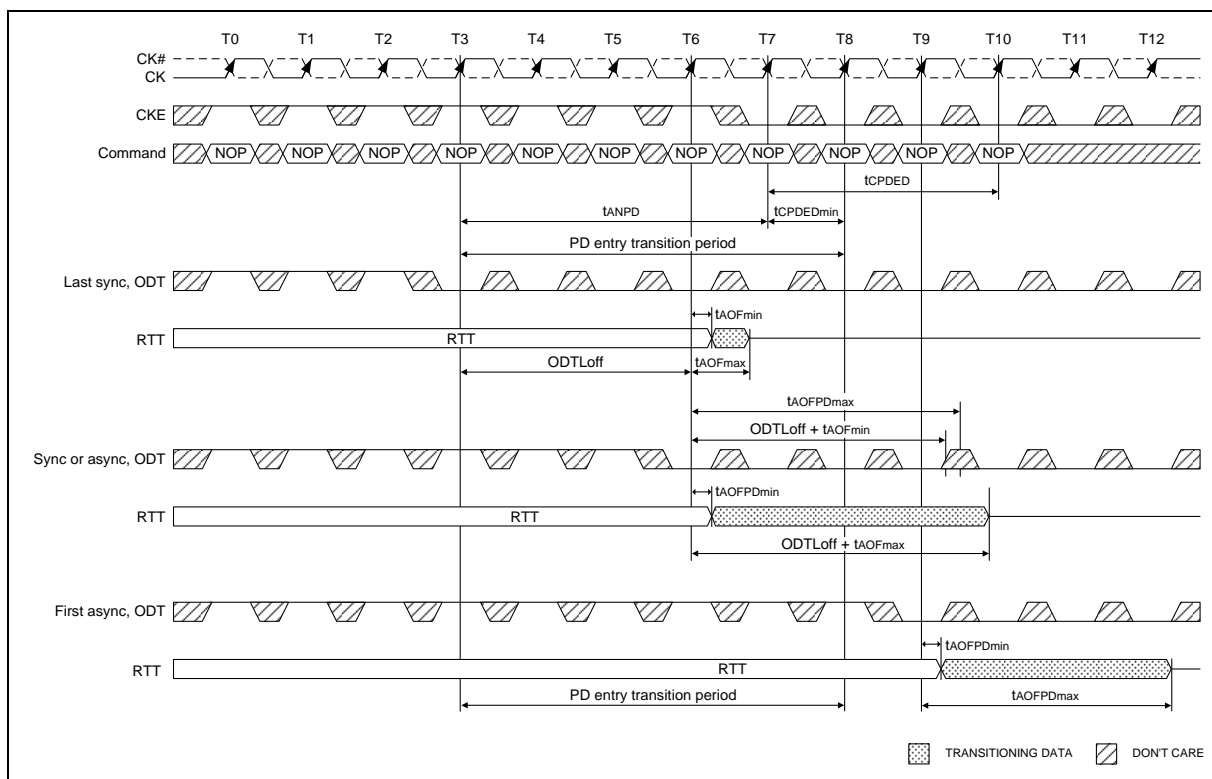 T0 T1 T2 T3 T4 T5 T6 T7 T8 T9 T10 T11 T12
CK#
CK
CKE
Command NOP NOP NOP NOP NOP NOP NOP NOP NOP NOP NOP
tCPDED
tANPD tCPDEDmin
PD entry transition period
Last sync, ODT
tAOFmin
RTT RTT
ODTLoff tAOFmax
tAOFPDmax
ODTLoff + tAOFmin
Sync or async, ODT
tAOFPDmin
RTT RTT
ODTLoff + tAOFmax
First async, ODT
tAOFPDmin
RTT RTT
PD entry transition period tAOFPDmax
TRANSITIONING DATA DON'T CARE